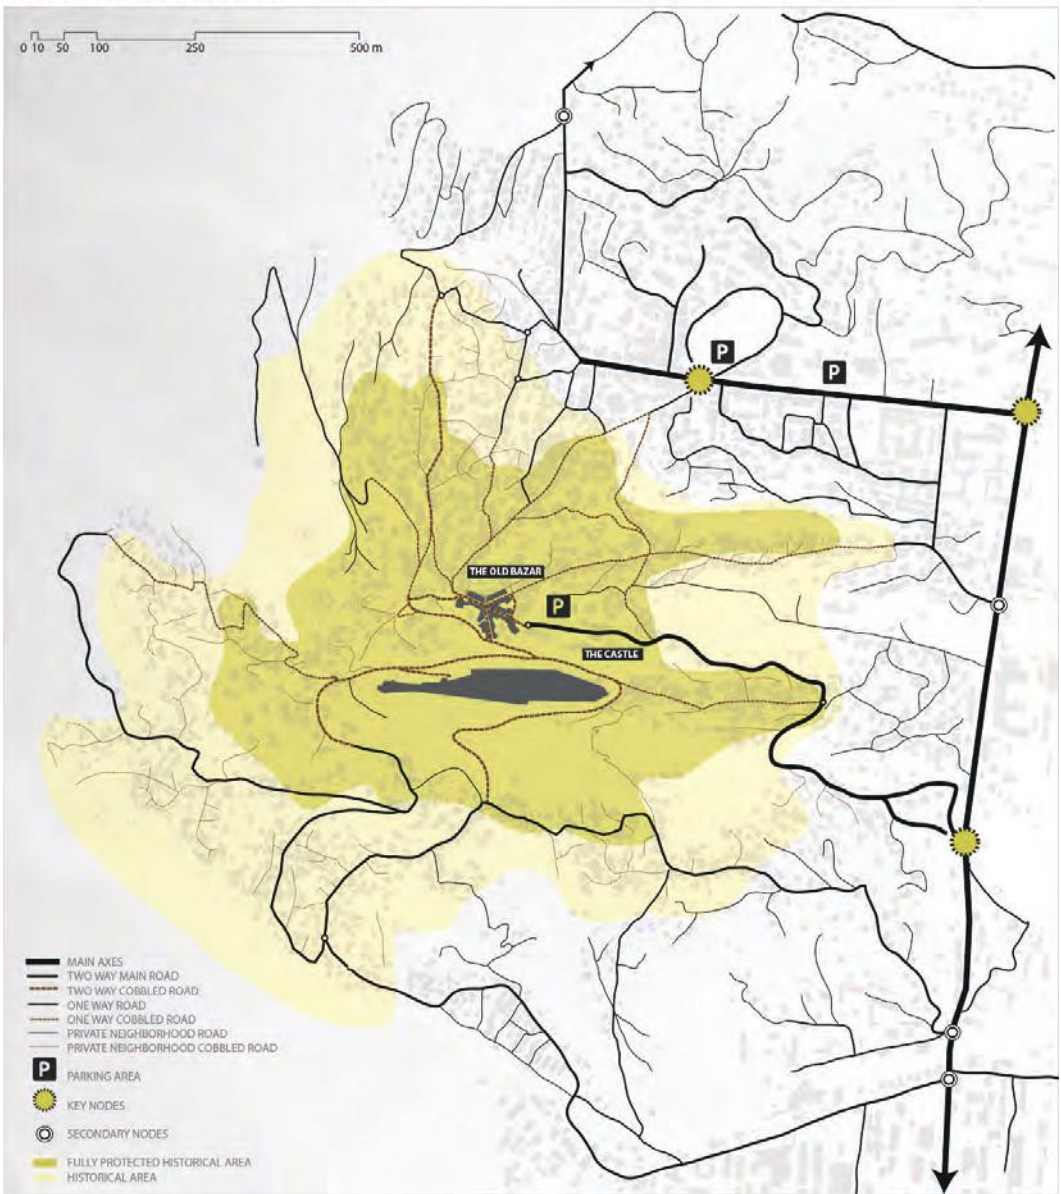 0 10 50 100 250 500 m
P
P
THE OLD BAZAR
P
THE CASTLE
MAIN AXES
TWO WAY MAIN ROAD
TWO WAY COBBLED ROAD
ONE WAY ROAD
ONE WAY COBBLED ROAD
PRIVATE NEIGHBORHOOD ROAD
PRIVATE NEIGHBORHOOD COBBLED ROAD
P PARKING AREA
KEY NODES
SECONDARY NODES
FULLY PROTECTED HISTORICAL AREA
HISTORICAL AREA